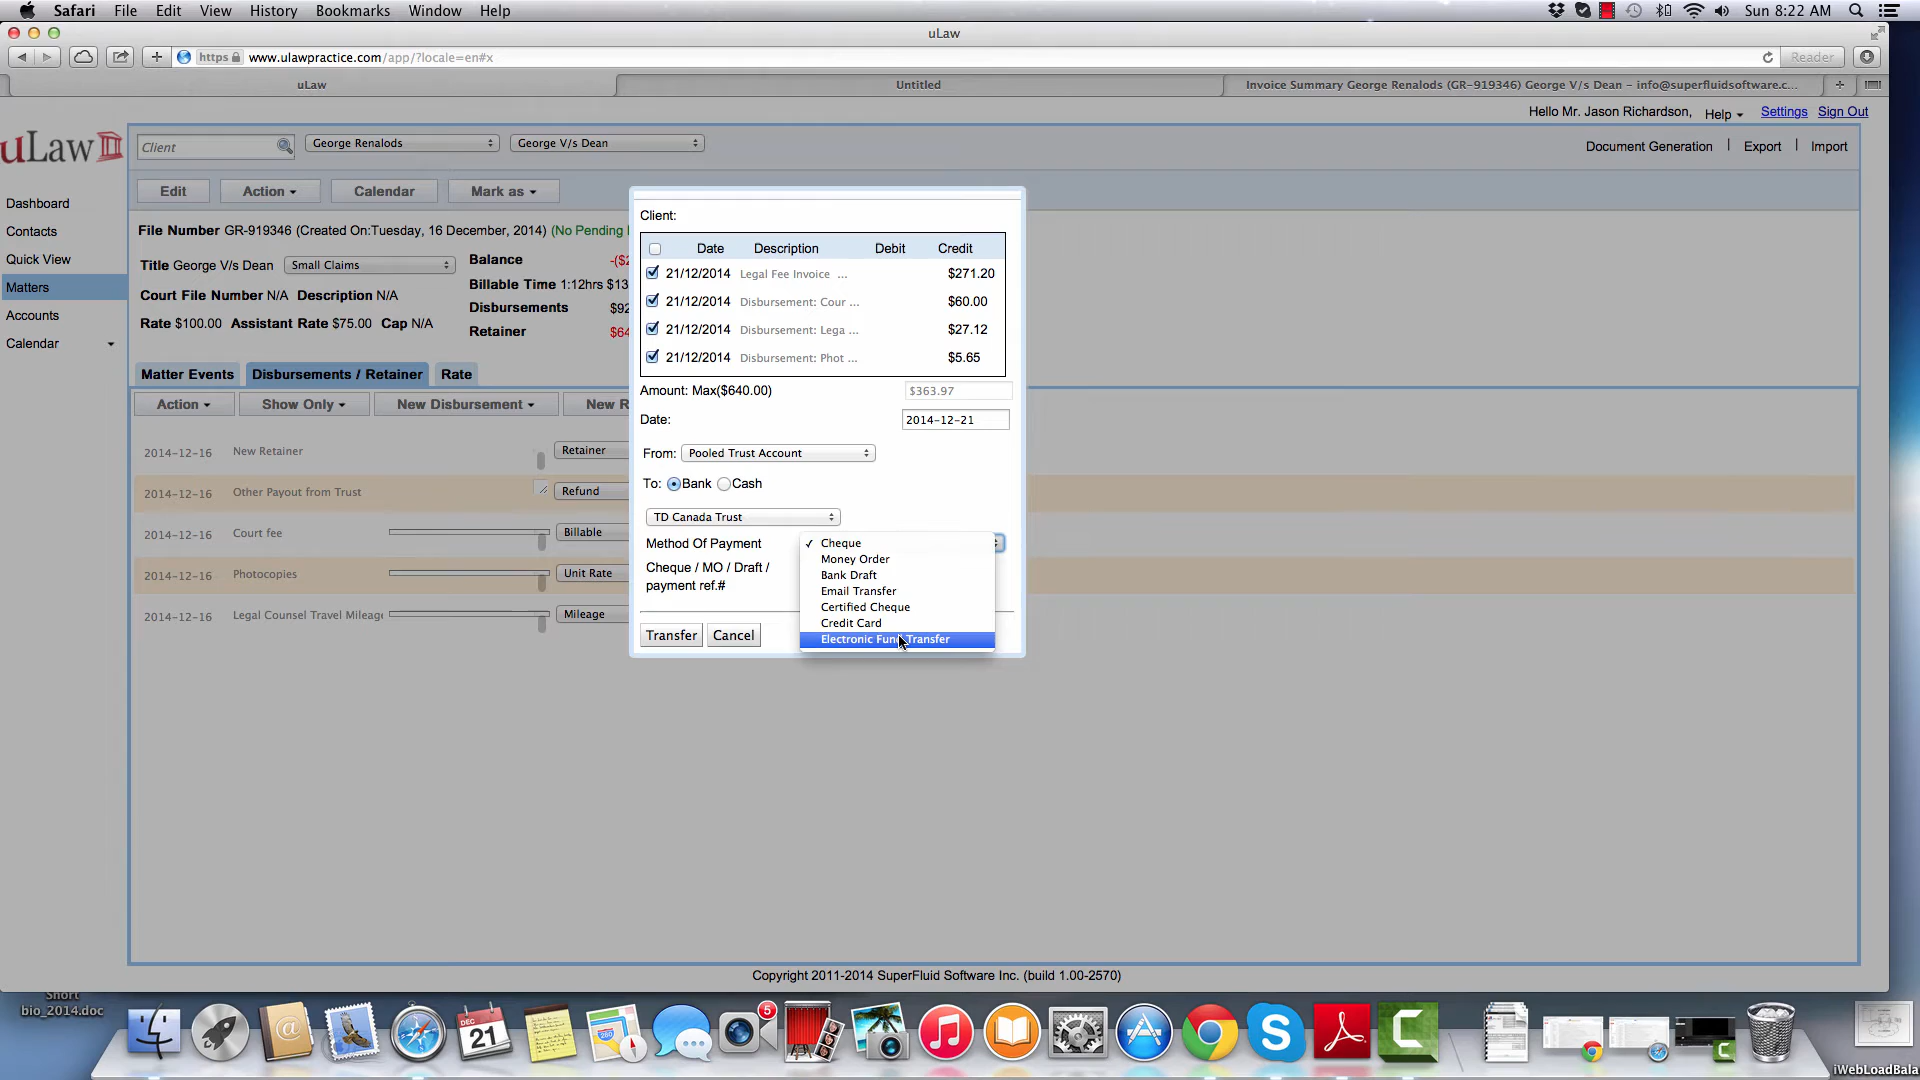 Safari File Edit View History Bookmarks Window Help Sun 8:22 AM
uLaw
https www.ulawpractice.com/app/?locale=en#x Reader
uLaw Untitled Invoice Summary George Renalods (GR-919346) George V/s Dean – info@superfluidsoftware.c...
Hello Mr. Jason Richardson, Help Settings Sign Out
uLaw
Client George Renalods George V/s Dean Document Generation | Export | Import
Edit Action Calendar Mark as
Dashboard
Contacts
Quick View
Matters
Accounts
Calendar
File Number GR-919346 (Created On:Tuesday, 16 December, 2014) (No Pending
Title George V/s Dean Small Claims
Court File Number N/A Description N/A
Rate $100.00 Assistant Rate $75.00 Cap N/A
Balance -($2
Billable Time 1:12hrs $13
Disbursements $92
Retainer $64
Matter Events Disbursements / Retainer Rate
Action Show Only New Disbursement New R
2014-12-16 New Retainer Retainer
2014-12-16 Other Payout from Trust Refund
2014-12-16 Court fee Billable
2014-12-16 Photocopies Unit Rate
2014-12-16 Legal Counsel Travel Mileage Mileage
Client:
Date Description Debit Credit
21/12/2014 Legal Fee Invoice ... $271.20
21/12/2014 Disbursement: Cour ... $60.00
21/12/2014 Disbursement: Lega ... $27.12
21/12/2014 Disbursement: Phot ... $5.65
Amount: Max($640.00) $363.97
Date: 2014-12-21
From: Pooled Trust Account
To: Bank Cash
TD Canada Trust
Method Of Payment
Cheque / MO / Draft /
payment ref.#
Cheque
Money Order
Bank Draft
Email Transfer
Certified Cheque
Credit Card
Electronic Fund Transfer
Transfer Cancel
Copyright 2011-2014 SuperFluid Software Inc. (build 1.00-2570)
Short
bio_2014.doc
DEC
21
280
5
iWebLoadBala